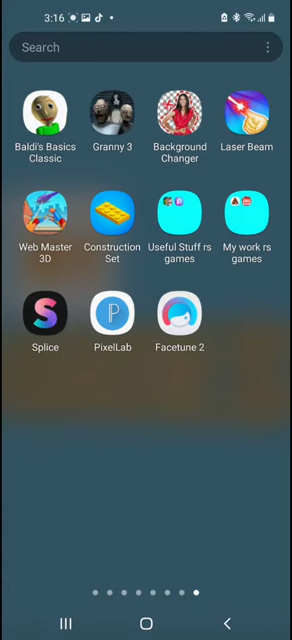 3:16
Search
Baldi's Basics
Classic
Granny 3
Background
Changer
Laser Beam
Web Master
3D
Construction
Set
Useful Stuff rs
games
My work rs
games
Splice
PixelLab
Facetune 2